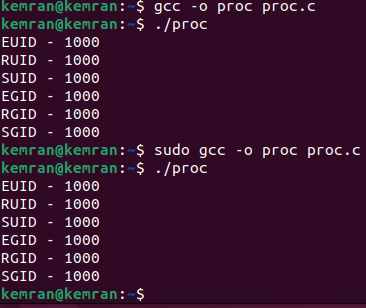 kemran@kemran:~$ gcc -o proc proc.c
kemran@kemran:~$ ./proc
EUID - 1000
RUID - 1000
SUID - 1000
EGID - 1000
RGID - 1000
SGID - 1000
kemran@kemran:~$ sudo gcc -o proc proc.c
kemran@kemran:~$ ./proc
EUID - 1000
RUID - 1000
SUID - 1000
EGID - 1000
RGID - 1000
SGID - 1000
kemran@kemran:~$